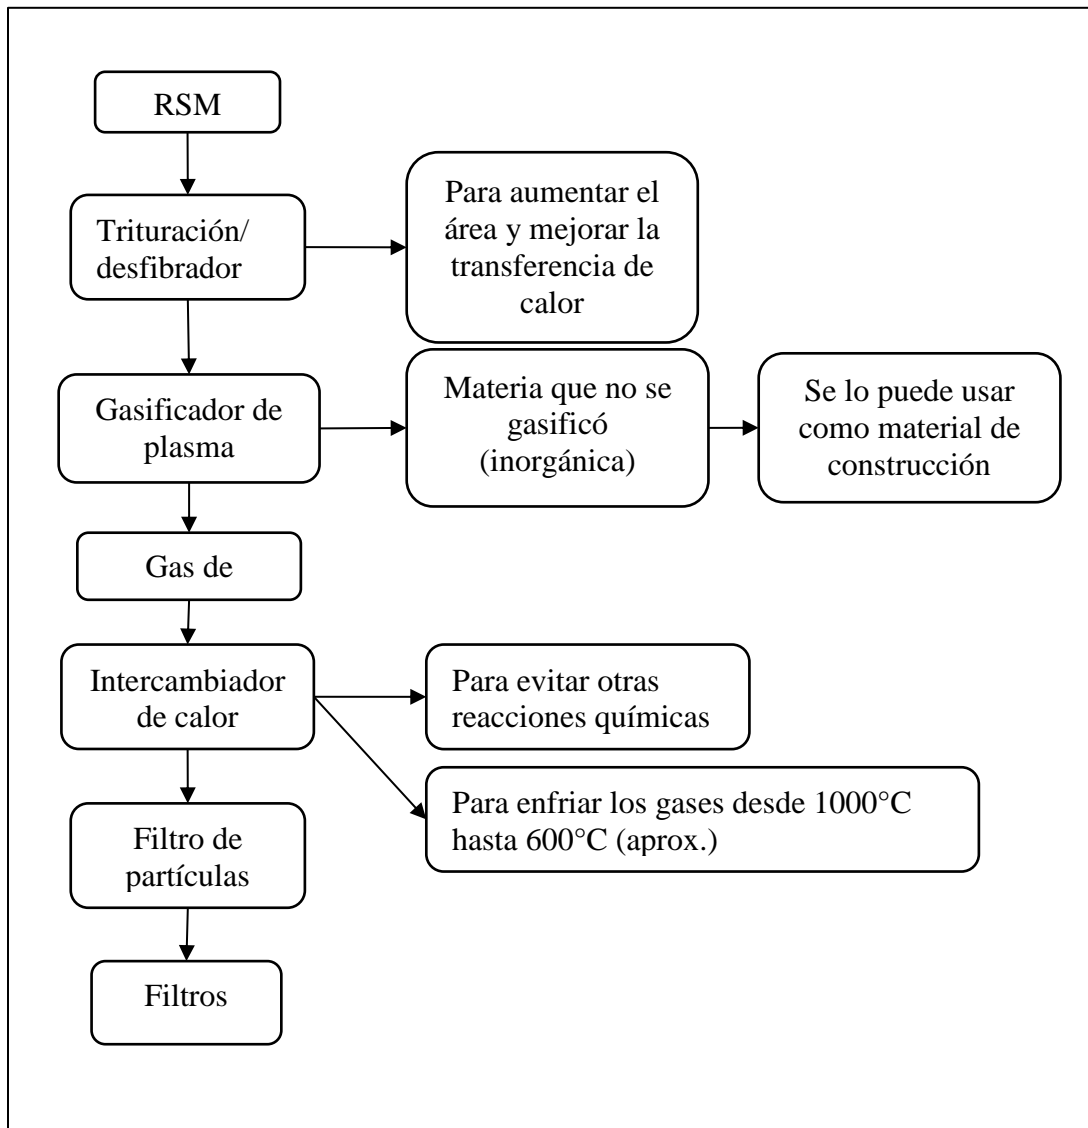 RSM
Trituración/
desfibrador
Para aumentar el
área y mejorar la
transferencia de
calor
Gasificador de
plasma
Materia que no se
gasificó
(inorgánica)
Se lo puede usar
como material de
construcción
Gas de
Intercambiador
de calor
Para evitar otras
reacciones químicas
Para enfriar los gases desde 1000°C
hasta 600°C (aprox.)
Filtro de
partículas
Filtros